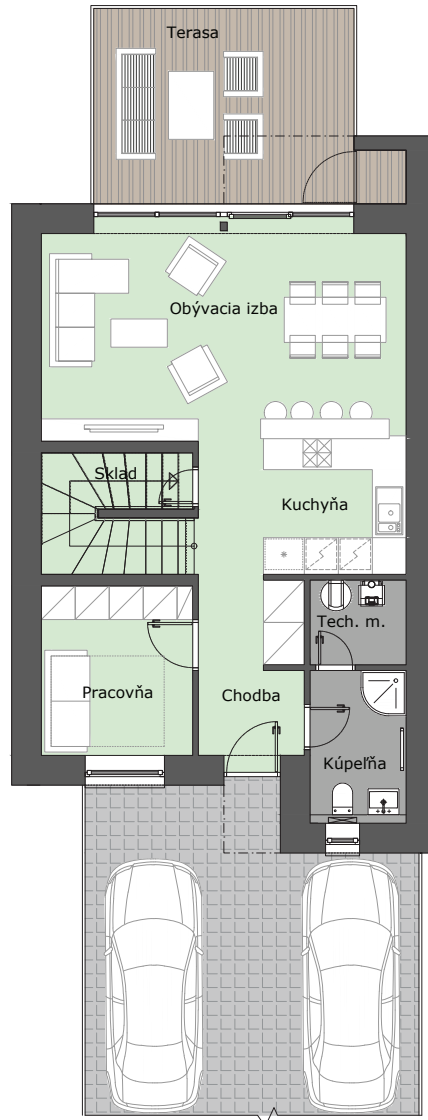 Terasa
Obývacia izba
Sklad
Kuchyňa
Tech. m.
Pracovňa
Chodba
Kúpeľňa